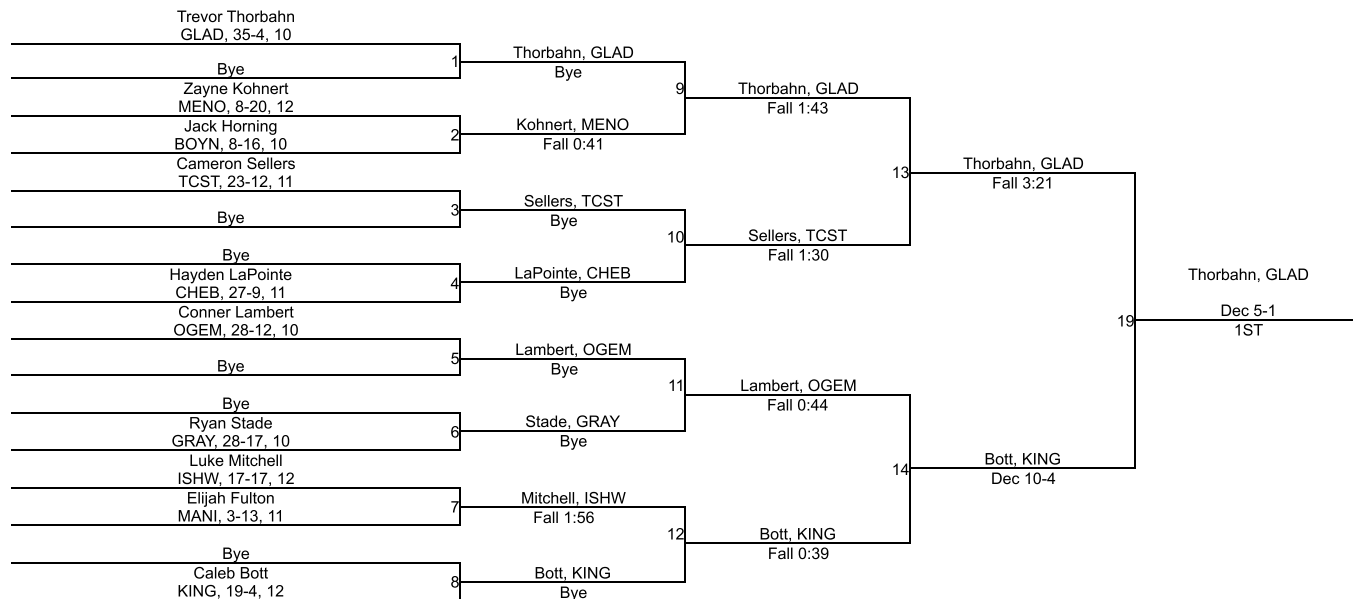 Trevor Thorbahn
GLAD, 35-4, 10
Bye
1
Zayne Kohnert
MENO, 8-20, 12
Jack Horning
BOYN, 8-16, 10
2
Cameron Sellers
TCST, 23-12, 11
Bye
3
Bye
Hayden LaPointe
CHEB, 27-9, 11
4
Conner Lambert
OGEM, 28-12, 10
Bye
5
Bye
Ryan Stade
GRAY, 28-17, 10
6
Luke Mitchell
ISHW, 17-17, 12
Elijah Fulton
MANI, 3-13, 11
7
Bye
Caleb Bott
KING, 19-4, 12
8
Thorbahn, GLAD
Bye
9
Kohnert, MENO
Fall 0:41
Sellers, TCST
Bye
10
LaPointe, CHEB
Bye
Lambert, OGEM
Bye
11
Stade, GRAY
Bye
Mitchell, ISHW
Fall 1:56
12
Bott, KING
Bye
Thorbahn, GLAD
Fall 1:43
13
Sellers, TCST
Fall 1:30
Lambert, OGEM
Fall 0:44
14
Bott, KING
Fall 0:39
Thorbahn, GLAD
Fall 3:21
19
Bott, KING
Dec 10-4
Thorbahn, GLAD
Dec 5-1
1ST